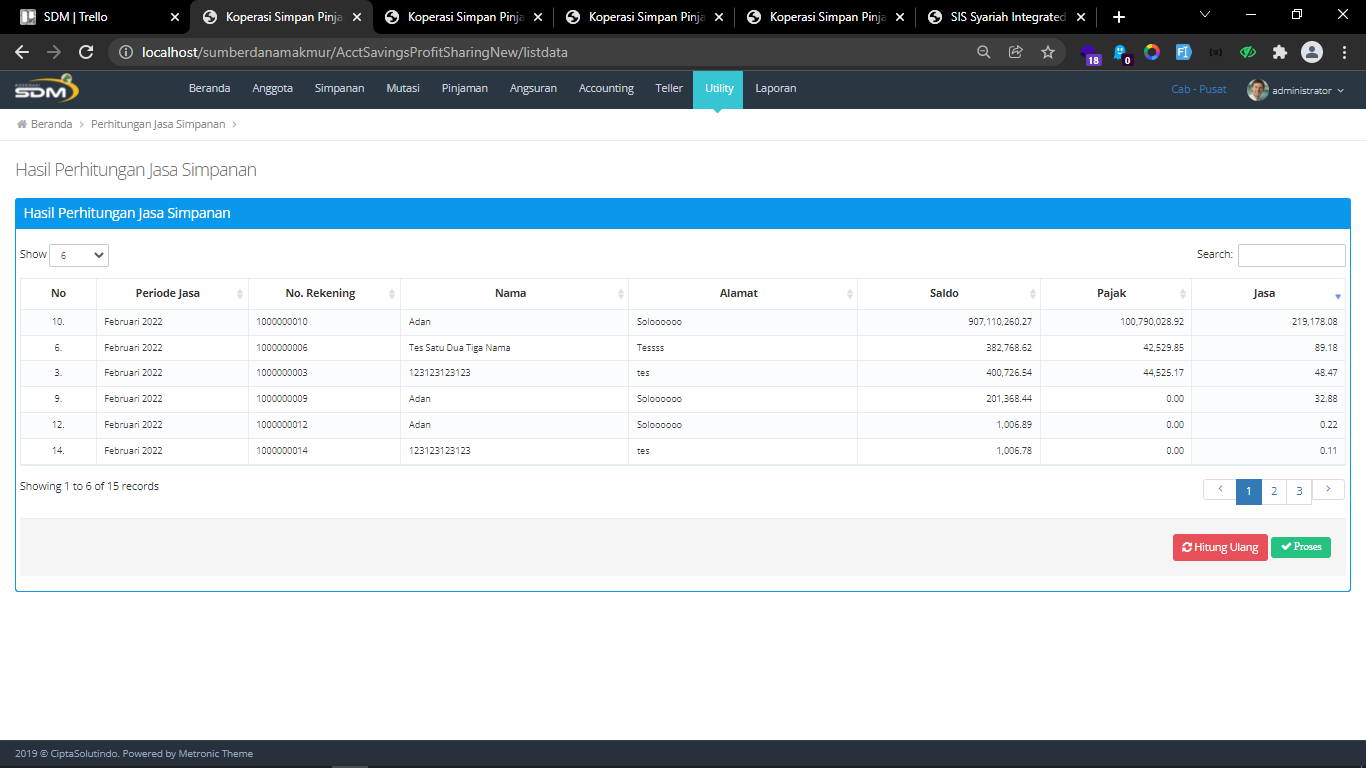 SDM | Trello
Koperasi Simpan Pinja
Koperasi Simpan Pinja
Koperasi Simpan Pinja
Koperasi Simpan Pinja
SIS Syariah Integrated
localhost/sumberdanamakmur/AcctSavingsProfitSharingNew/listdata
18
0
SDM
Beranda Anggota Simpanan Mutasi Pinjaman Angsuran Accounting Teller Utility Laporan Cab - Pusat administrator
Beranda > Perhitungan Jasa Simpanan >
Hasil Perhitungan Jasa Simpanan
Hasil Perhitungan Jasa Simpanan
Show 6 Search:
No Periode Jasa No. Rekening Nama Alamat Saldo Pajak Jasa
10. Februari 2022 1000000010 Adan Soloooooo 907,110,260.27 100,790,028.92 219,178.08
6. Februari 2022 1000000006 Tes Satu Dua Tiga Nama Tessss 382,768.62 42,529.85 89.18
3. Februari 2022 1000000003 123123123123 tes 400,726.54 44,525.17 48.47
9. Februari 2022 1000000009 Adan Soloooooo 201,368.44 0.00 32.88
12. Februari 2022 1000000012 Adan Soloooooo 1,006.89 0.00 0.22
14. Februari 2022 1000000014 123123123123 tes 1,006.78 0.00 0.11
Showing 1 to 6 of 15 records
< 1 2 3 >
Hitung Ulang Proses
2019 © CiptaSolutindo. Powered by Metronic Theme